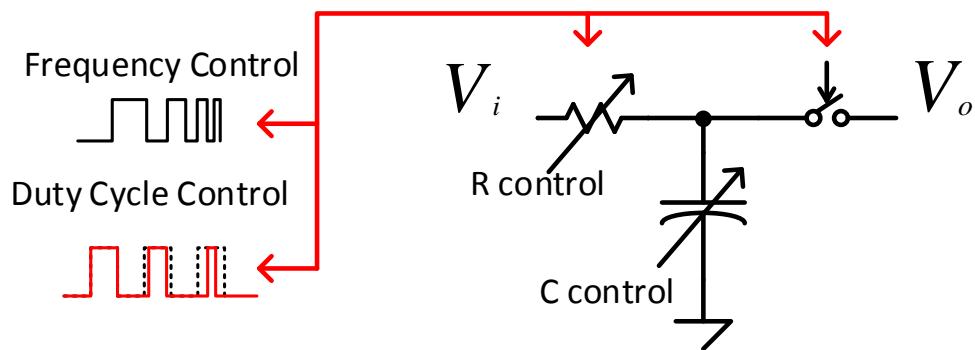 Frequency Control
V i
V o
R control
Duty Cycle Control
C control